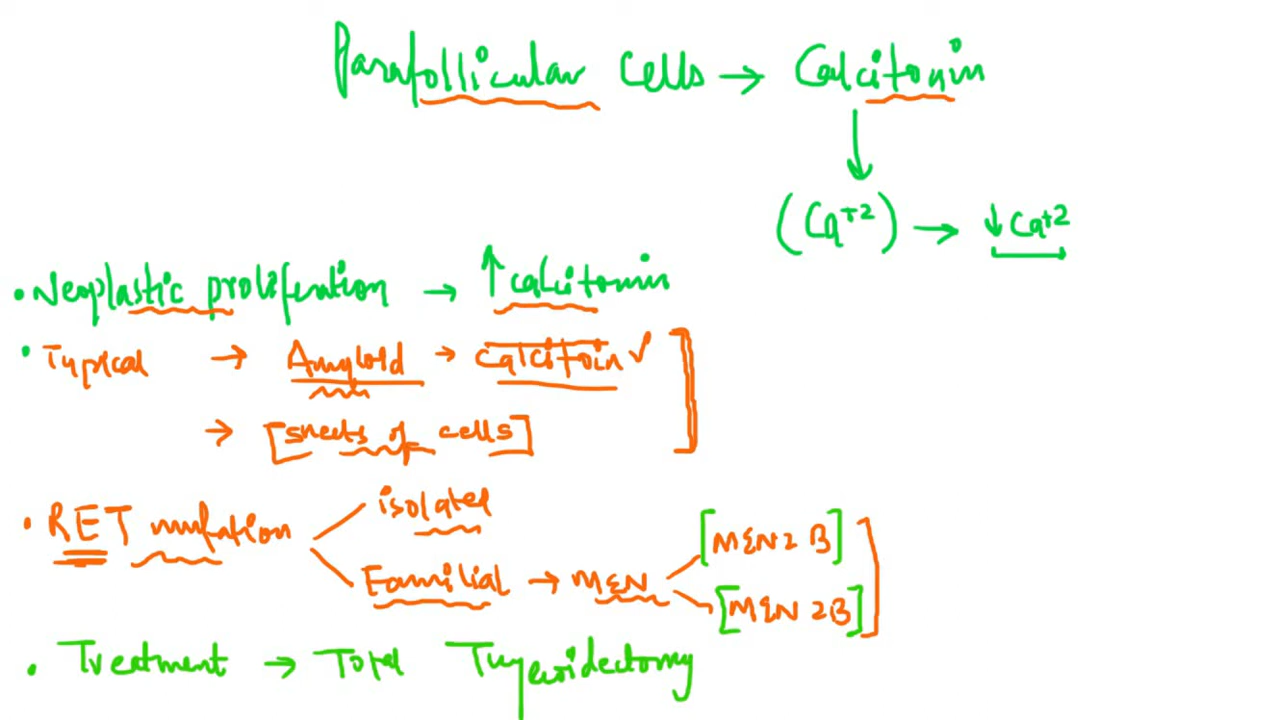 Parafollicular Cells → Calcitonin
↓
(Ca+2) → ↓ Ca+2
• Neoplastic proliferation → ↑ calcitonin
• Typical → Amyloid → calcitoin ✓
→ [sheets of cells]
• RET mutation
isolated
Familial → MEN
[MEN 2 B]
[MEN 2B]
• Treatment → Total Thyroidectomy